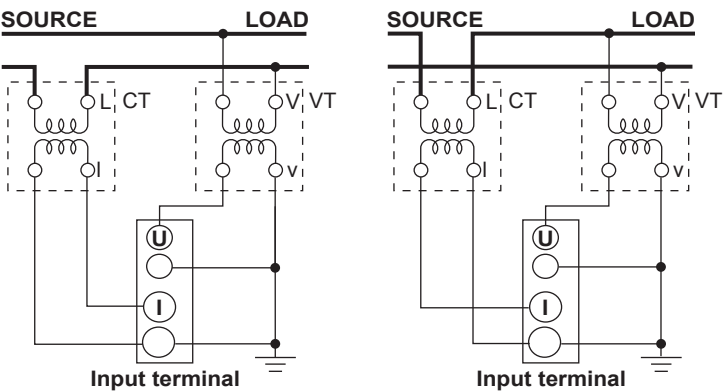 SOURCE LOAD
L CT V VT
l v
U
I
Input terminal
SOURCE LOAD
L CT V VT
l v
U
I
Input terminal